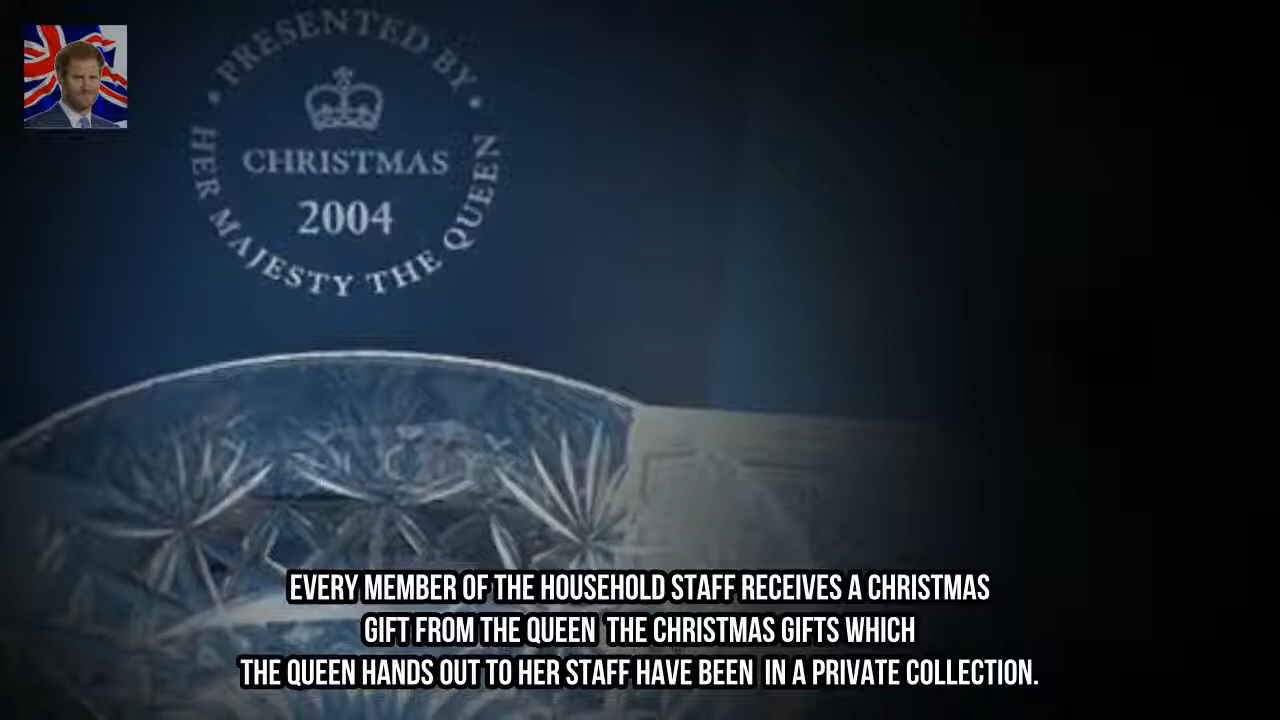 PRESENTED BY
CHRISTMAS
2004
HER MAJESTY THE QUEEN
EVERY MEMBER OF THE HOUSEHOLD STAFF RECEIVES A CHRISTMAS
GIFT FROM THE QUEEN THE CHRISTMAS GIFTS WHICH
THE QUEEN HANDS OUT TO HER STAFF HAVE BEEN IN A PRIVATE COLLECTION.